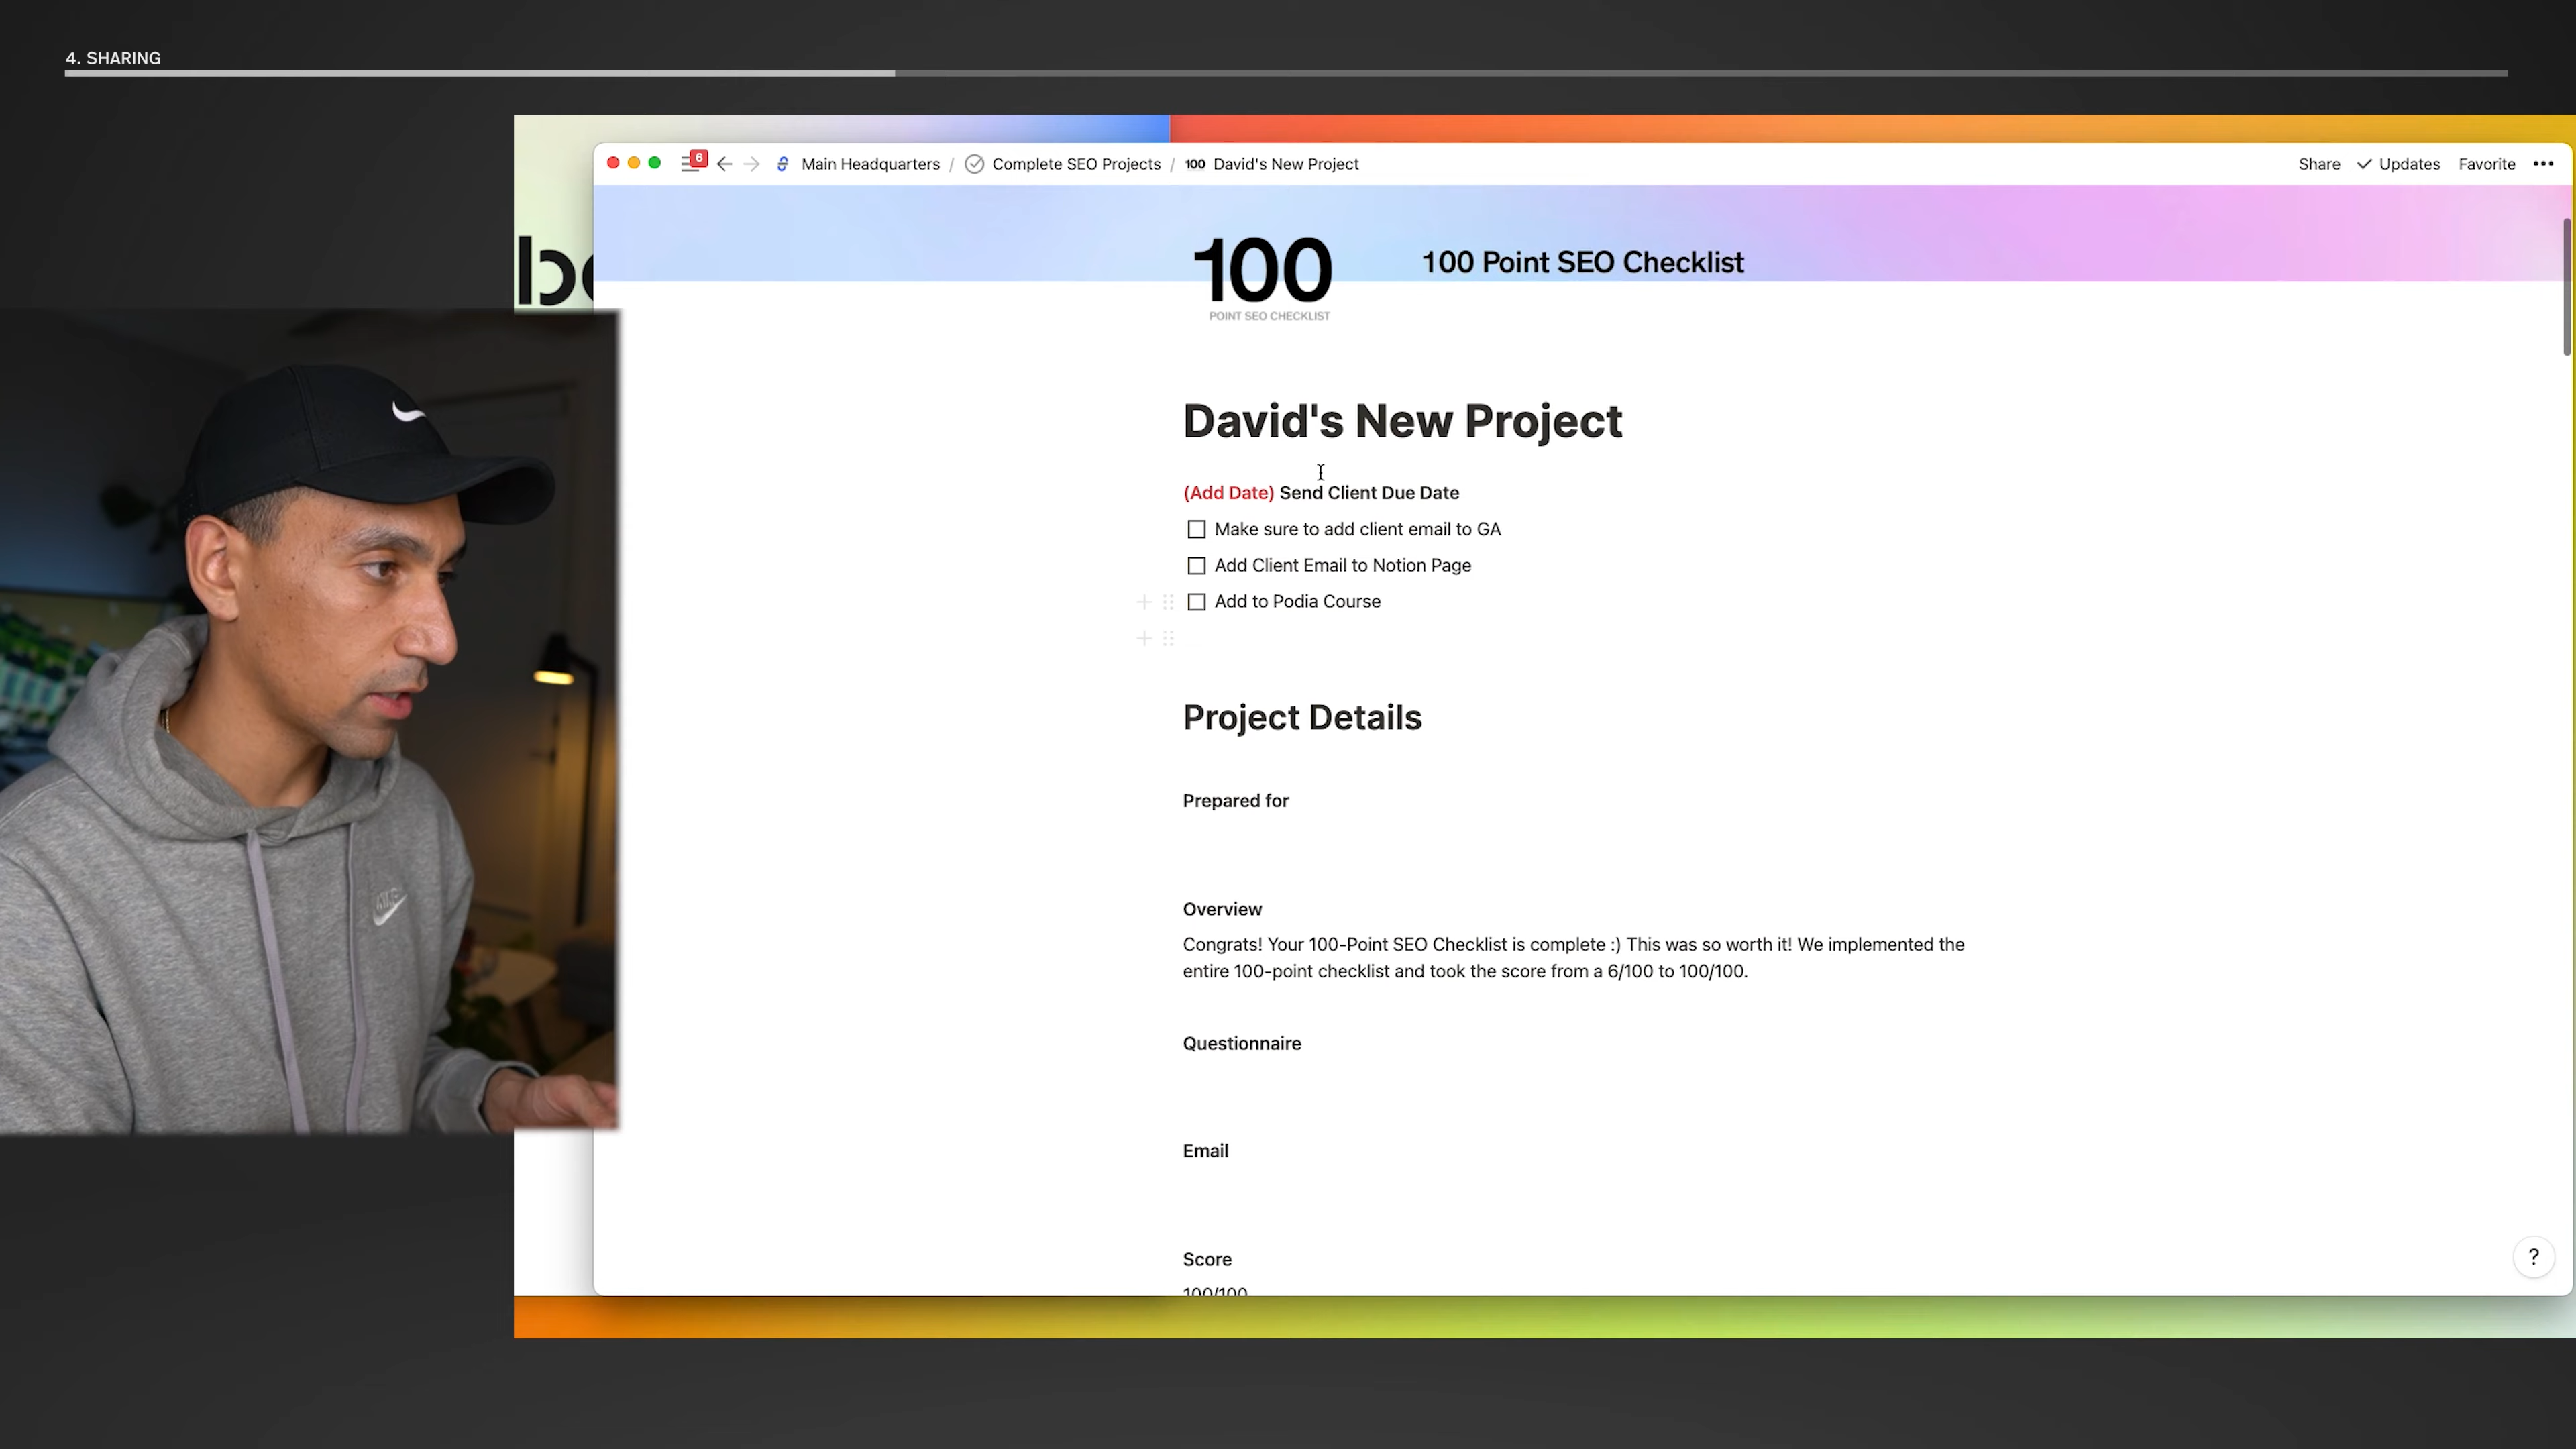 4. SHARING
6
Main Headquarters / Complete SEO Projects / 100 David's New Project
Share Updates Favorite
100
POINT SEO CHECKLIST
100 Point SEO Checklist
David's New Project
(Add Date) Send Client Due Date
Make sure to add client email to GA
Add Client Email to Notion Page
Add to Podia Course
Project Details
Prepared for
Overview
Congrats! Your 100-Point SEO Checklist is complete :) This was so worth it! We implemented the
entire 100-point checklist and took the score from a 6/100 to 100/100.
Questionnaire
Email
Score
100/100
?
NIKE